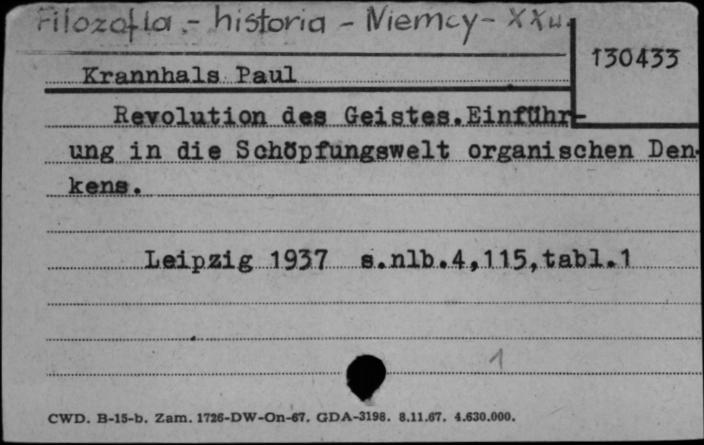 Filozofia - historia - Niemcy - XX w.
130433
Krannhals Paul
Revolution des Geistes.Einführ-
ung in die Schöpfungswelt organischen Den-
kens.
Leipzig 1937 s.nlb.4,115,tabl.1
1
CWD. B-15-b. Zam. 1726-DW-On-67. GDA-3198. 8.11.67. 4.630.000.